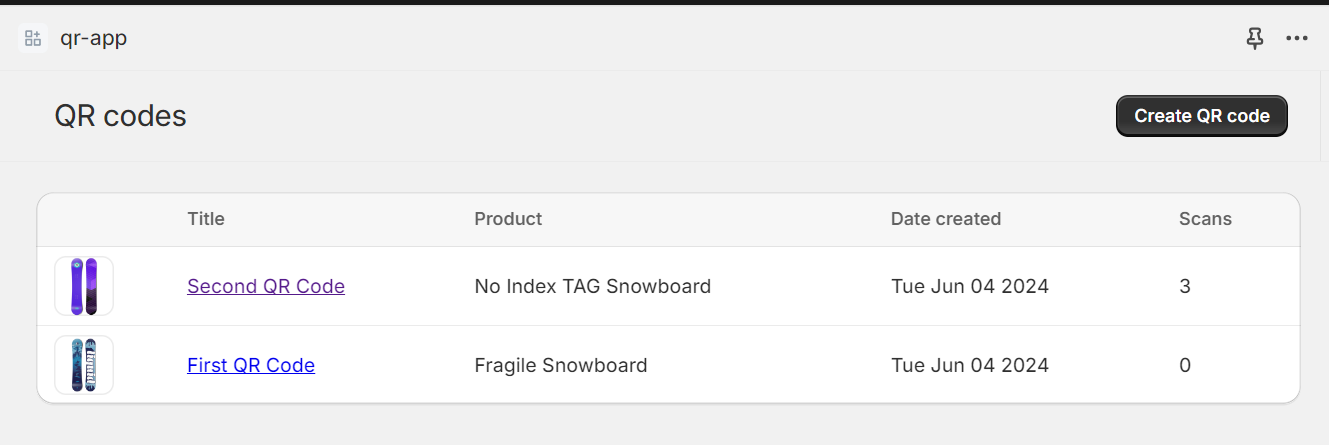 qr-app
QR codes
Create QR code
Title Product Date created Scans
Second QR Code No Index TAG Snowboard Tue Jun 04 2024 3
First QR Code Fragile Snowboard Tue Jun 04 2024 0